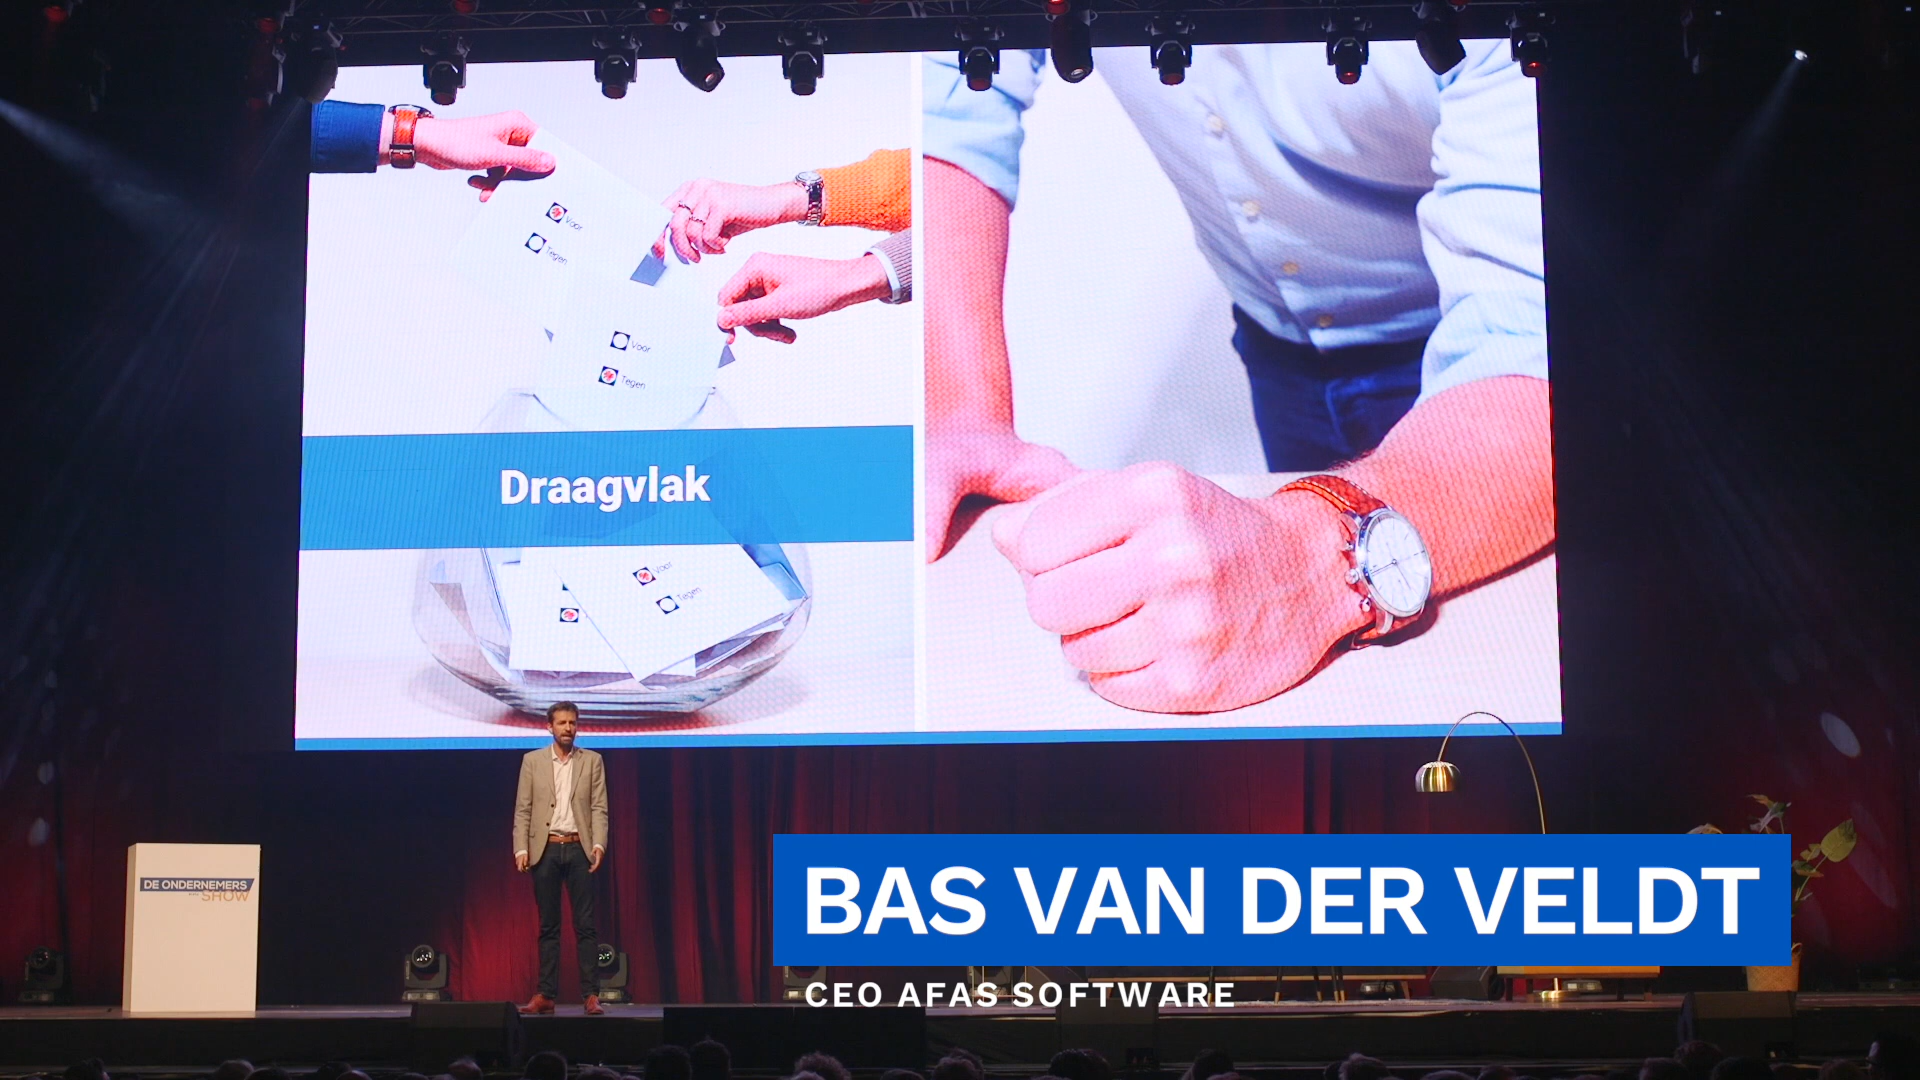 Voor
Tegen
Voor
Tegen
Draagvlak
Voor
Tegen
DE ONDERNEMERS
SHOW
BAS VAN DER VELDT
CEO AFAS SOFTWARE